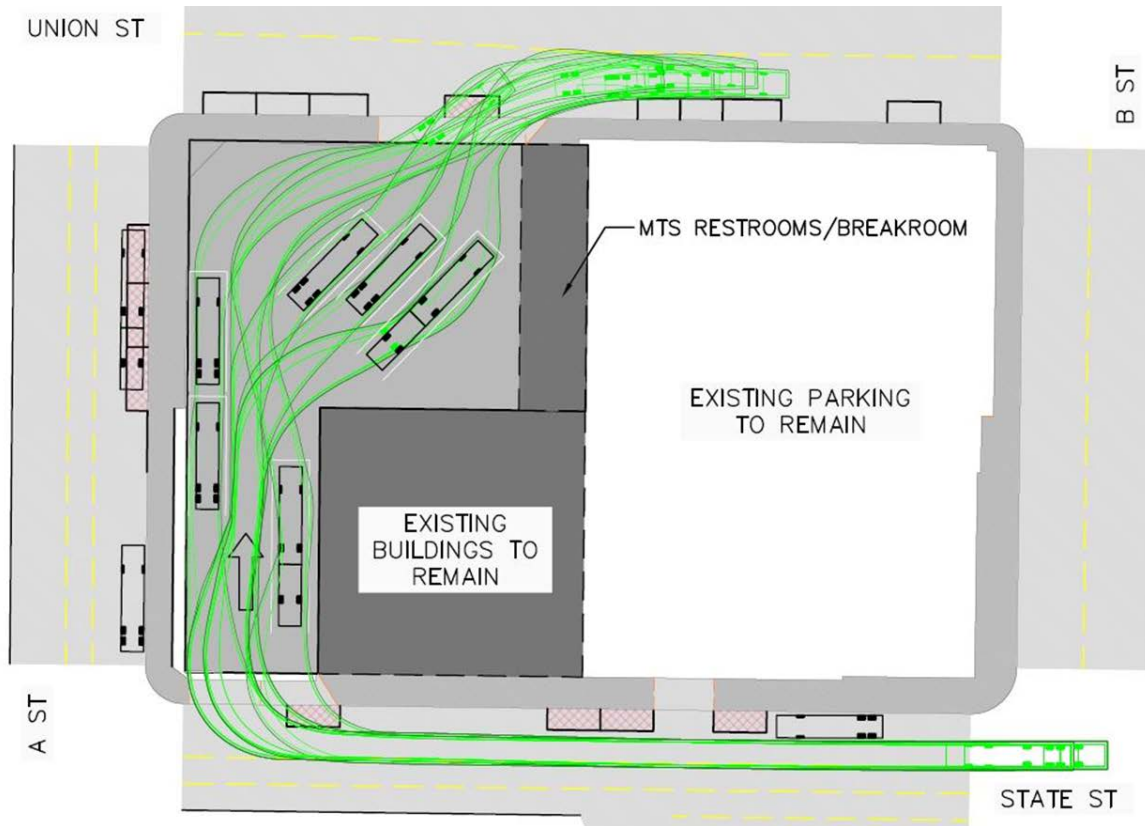 UNION ST
B ST
MTS RESTROOMS/BREAKROOM
EXISTING PARKING
TO REMAIN
EXISTING
BUILDINGS TO
REMAIN
A ST
STATE ST